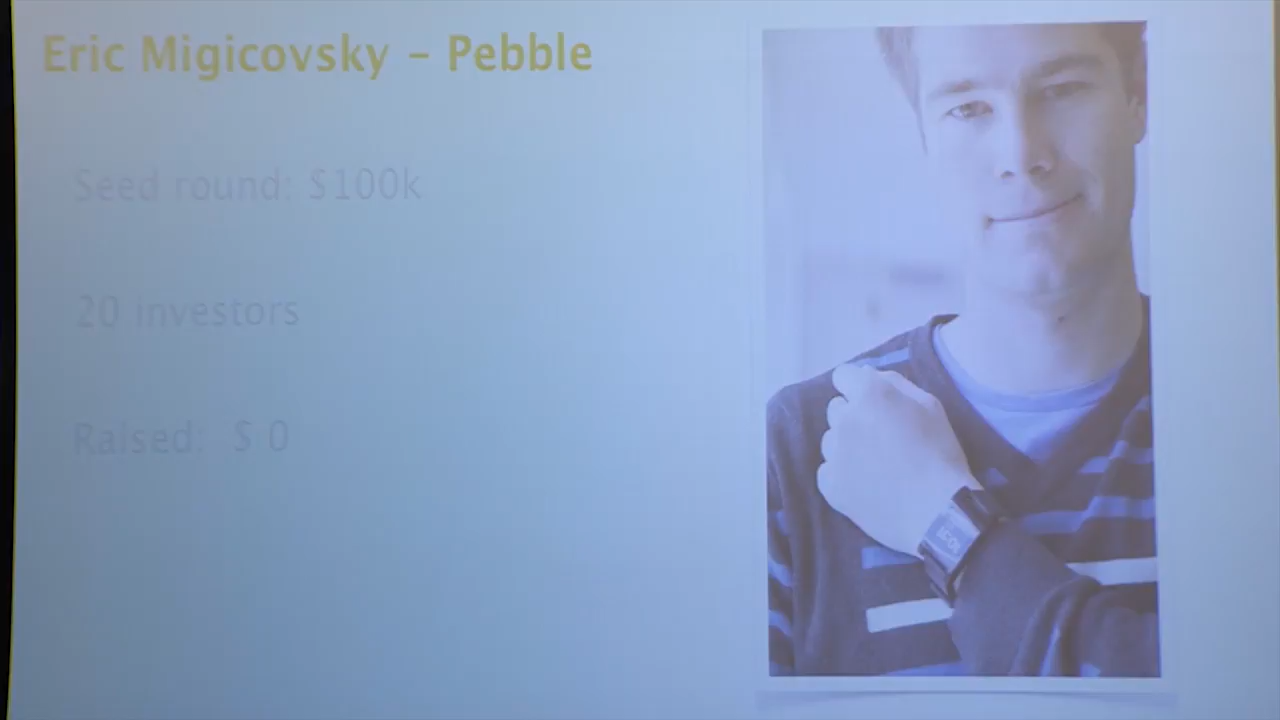 Eric Migicovsky – Pebble
Seed round: $100k
20 investors
Raised: $ 0